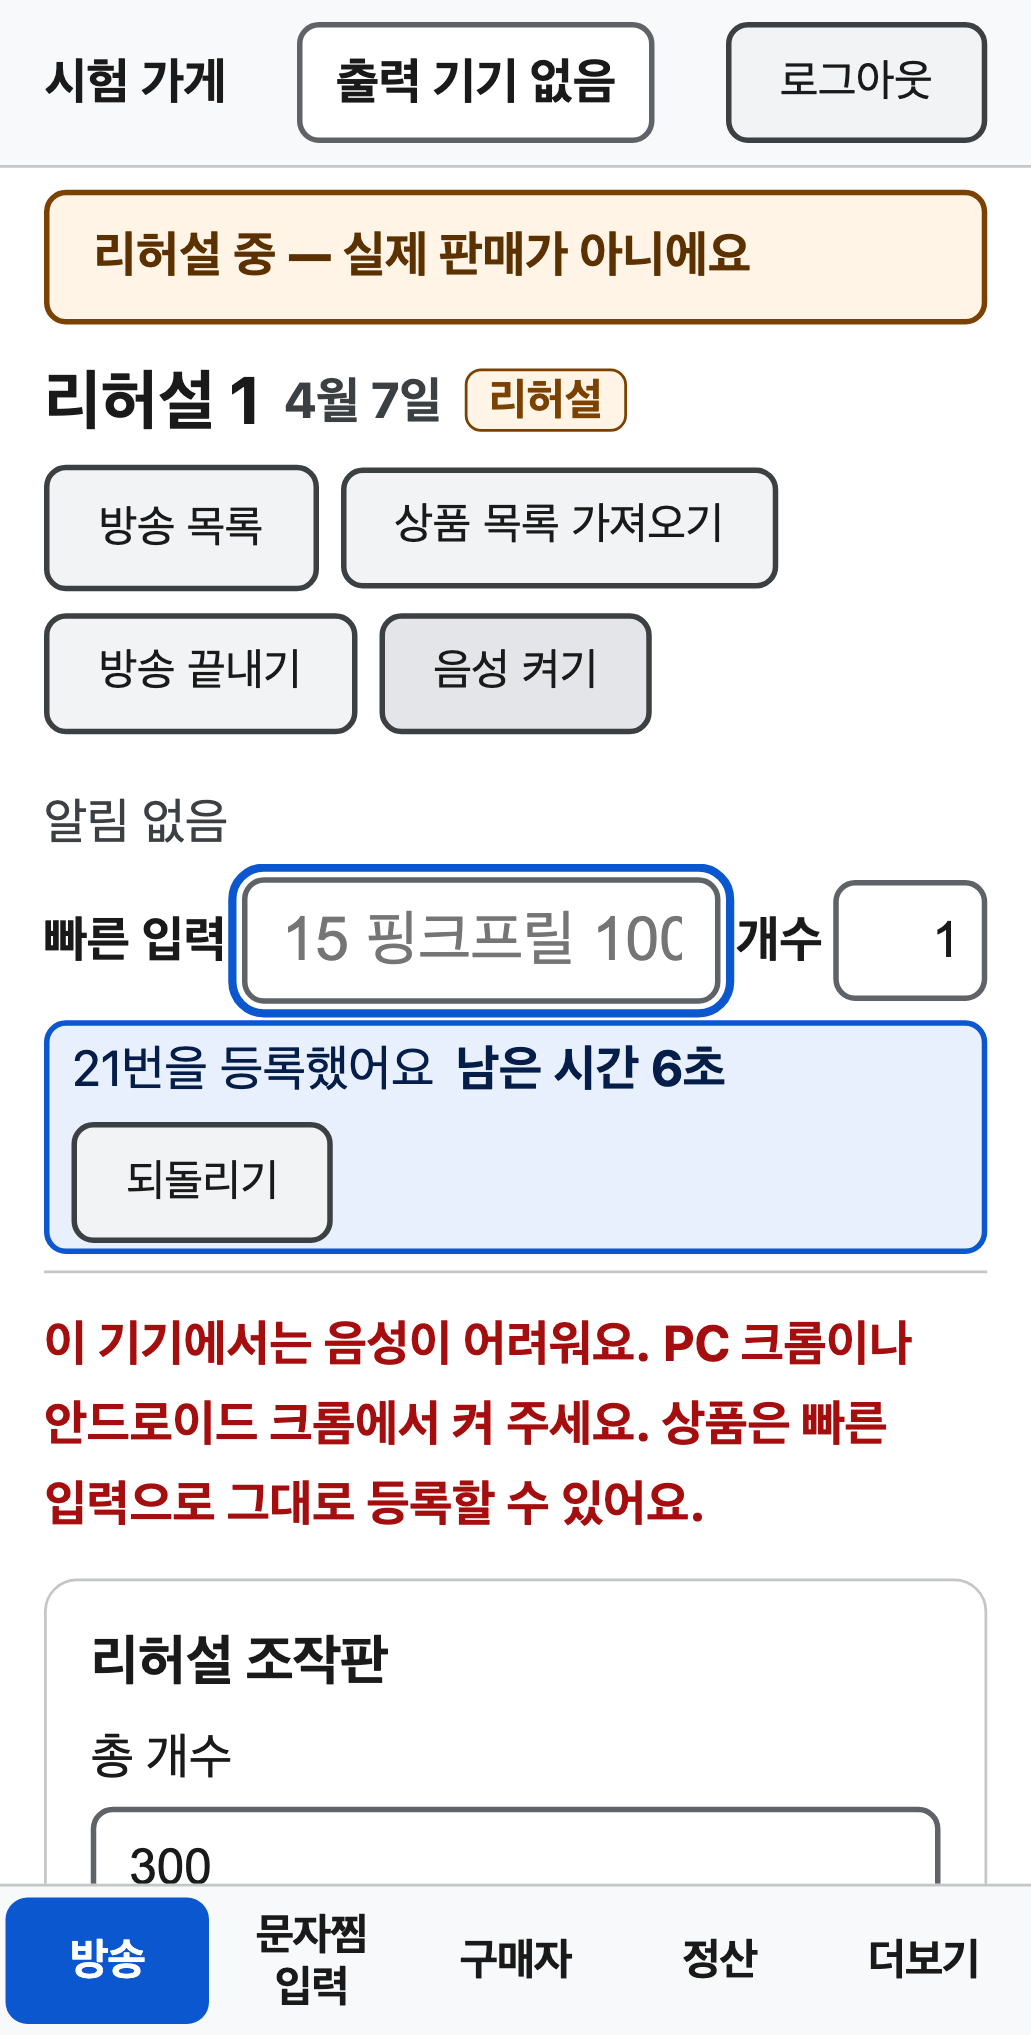 시험 가게 출력 기기 없음 로그아웃
리허설 중 — 실제 판매가 아니에요
리허설 1 4월 7일 리허설
방송 목록 상품 목록 가져오기
방송 끝내기 음성 켜기
알림 없음
빠른 입력 15 핑크프릴 100 개수 1
21번을 등록했어요 남은 시간 6초
되돌리기
이 기기에서는 음성이 어려워요. PC 크롬이나
안드로이드 크롬에서 켜 주세요. 상품은 빠른
입력으로 그대로 등록할 수 있어요.
리허설 조작판
총 개수
300
방송 문자찜 입력 구매자 정산 더보기